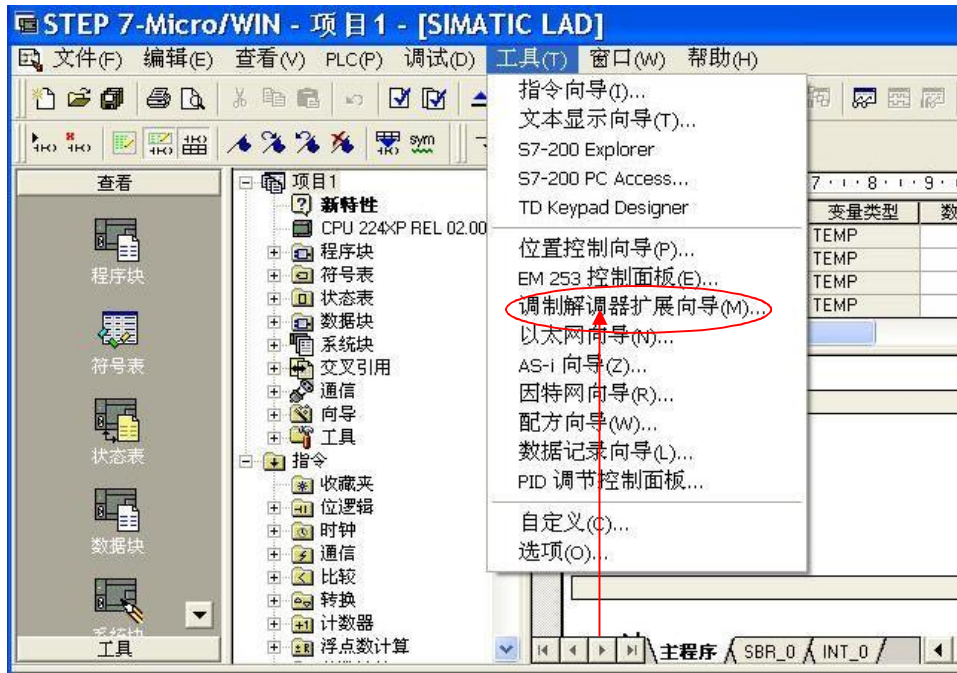 STEP 7-Micro/WIN - 项目1 - [SIMATIC LAD]
文件(F) 编辑(E) 查看(V) PLC(P) 调试(D) 工具(T) 窗口(W) 帮助(H)
sym
查看
程序块
符号表
状态表
数据块
系统块
工具
项目1
新特性
CPU 224XP REL 02.00
程序块
符号表
状态表
数据块
系统块
交叉引用
通信
向导
工具
指令
收藏夹
位逻辑
时钟
通信
比较
转换
计数器
浮点数计算
指令向导(I)...
文本显示向导(T)...
S7-200 Explorer
S7-200 PC Access...
TD Keypad Designer
位置控制向导(P)...
EM 253 控制面板(E)...
调制解调器扩展向导(M)...
以太网向导(N)...
AS-i 向导(Z)...
因特网向导(R)...
配方向导(W)...
数据记录向导(L)...
PID 调节控制面板...
自定义(C)...
选项(O)...
7 · ı · 8 · ı · 9 ·
变量类型 数
TEMP
TEMP
TEMP
TEMP
主程序 SBR_0 INT_0